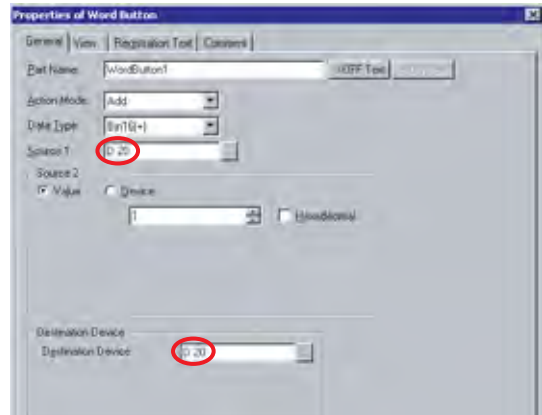 Properties of Word Button
General View Registration Text Comment
Part Name: WordButton1
Action Mode: Add
Data Type: Bin16(+)
Source 1 D 20
Source 2
Value Device
1 Hexadecimal
Destination Device
Destination Device D 20